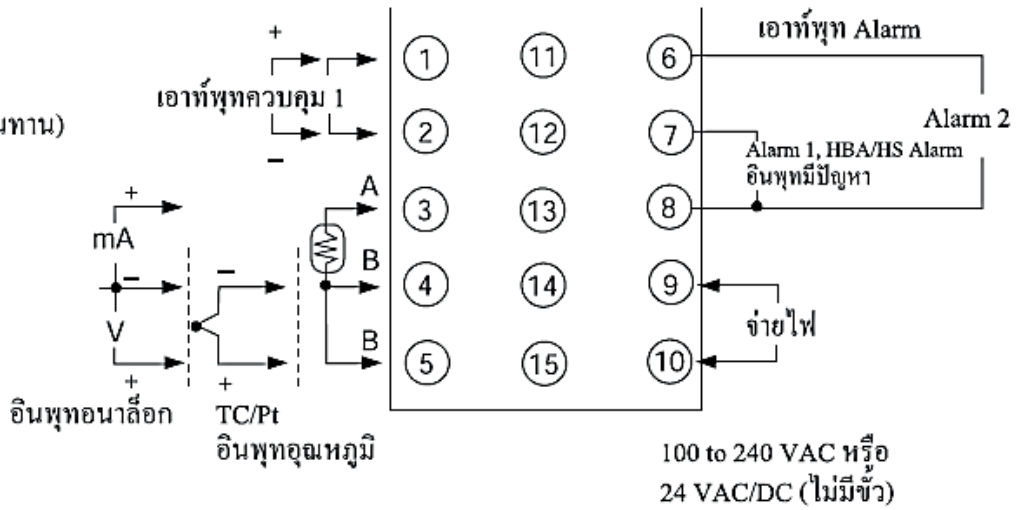 เอาท์พุท Alarm
+
1 11 6
เอาท์พุทควบคุม 1
นทาน)
2 12 7
Alarm 2
−
Alarm 1, HBA/HS Alarm
อินพุทมีปัญหา
A
3 13 8
+
mA
−
−
B
4 14 9
จ่ายไฟ
V
B
5 15 10
+
+
อินพุทอนาล็อก
TC/Pt
อินพุทอุณหภูมิ
100 to 240 VAC หรือ
24 VAC/DC (ไม่มีขั้ว)